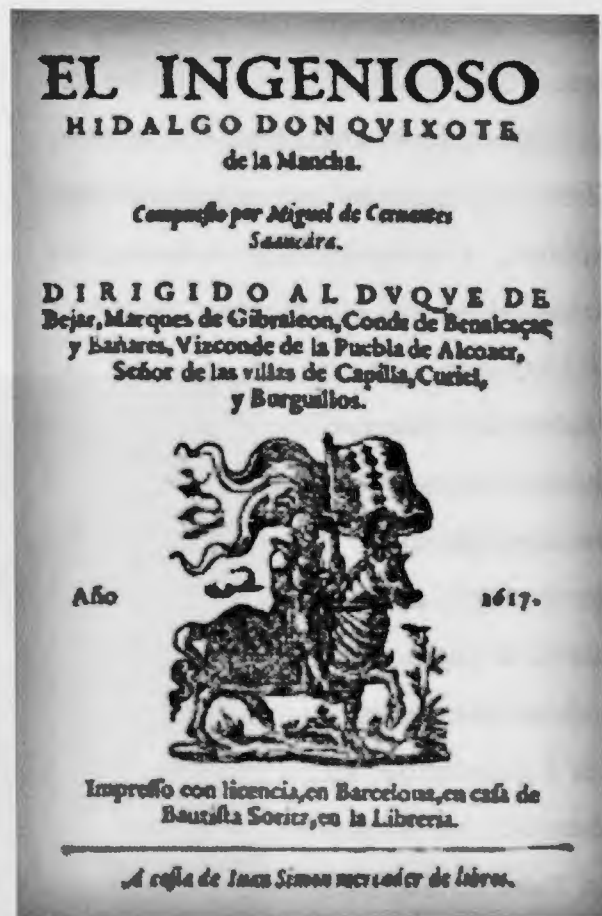 EL INGENIOSO
HIDALGO DON QVIXOTE
de la Mancha.
Compuesto por Miguel de Ceruantes
Saauedra.
DIRIGIDO AL DVQVE DE
Bejar, Marques de Gibraleon, Conde de Benalcaçar
y Bañares, Vizconde de la Puebla de Alcozer,
Señor de las villas de Capilla, Curiel,
y Burguillos.
Año 1617.
Impresso con licencia, en Barcelona, en casa de
Bautista Sorita, en la Libreria.
A costa de Iuan Simon mercader de libros.